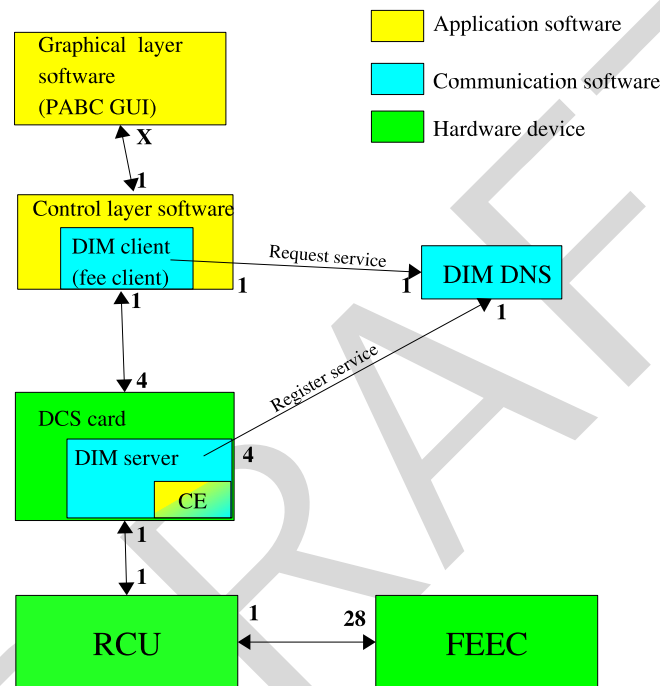 Graphical layer
software
(PABC GUI)
Application software
Communication software
Hardware device
X
1
Control layer software
DIM client
(fee client)
1
1
Request service
1
DIM DNS
1
Register service
4
DCS card
DIM server
4
CE
1
1
RCU
1
28
FEEC
DRAFT